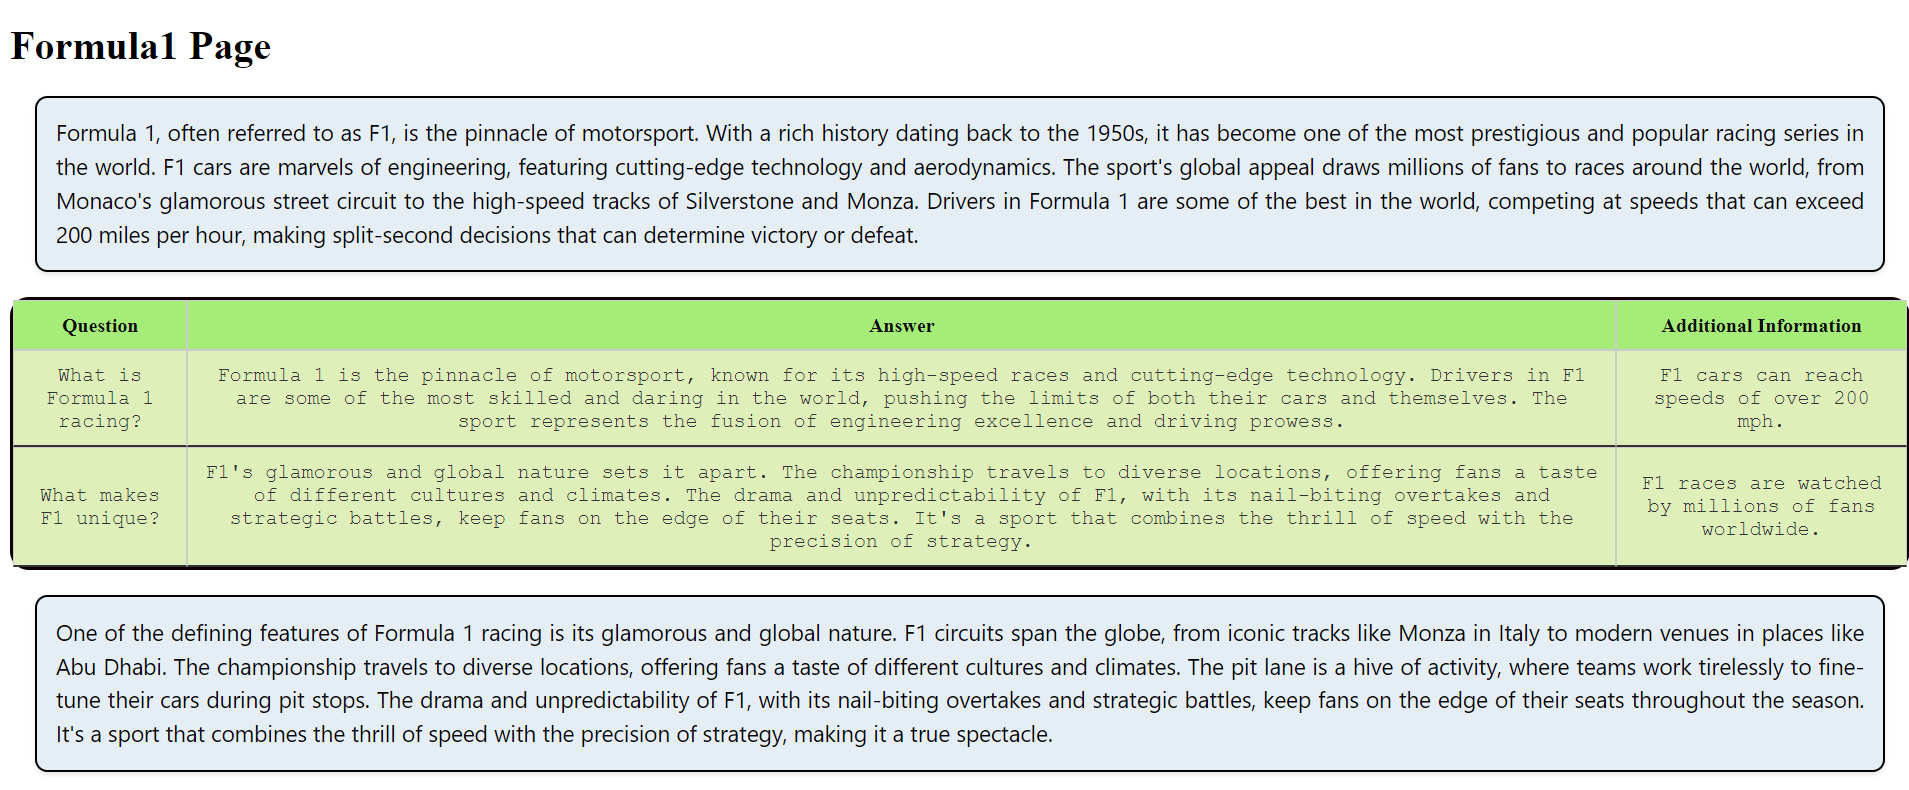 Formula1 Page
Formula 1, often referred to as F1, is the pinnacle of motorsport. With a rich history dating back to the 1950s, it has become one of the most prestigious and popular racing series in
the world. F1 cars are marvels of engineering, featuring cutting-edge technology and aerodynamics. The sport's global appeal draws millions of fans to races around the world, from
Monaco's glamorous street circuit to the high-speed tracks of Silverstone and Monza. Drivers in Formula 1 are some of the best in the world, competing at speeds that can exceed
200 miles per hour, making split-second decisions that can determine victory or defeat.
Question
Answer
Additional Information
What is
Formula 1
racing?
Formula 1 is the pinnacle of motorsport, known for its high-speed races and cutting-edge technology. Drivers in F1
are some of the most skilled and daring in the world, pushing the limits of both their cars and themselves. The
sport represents the fusion of engineering excellence and driving prowess.
F1 cars can reach
speeds of over 200
mph.
What makes
F1 unique?
F1's glamorous and global nature sets it apart. The championship travels to diverse locations, offering fans a taste
of different cultures and climates. The drama and unpredictability of F1, with its nail-biting overtakes and
strategic battles, keep fans on the edge of their seats. It's a sport that combines the thrill of speed with the
precision of strategy.
F1 races are watched
by millions of fans
worldwide.
One of the defining features of Formula 1 racing is its glamorous and global nature. F1 circuits span the globe, from iconic tracks like Monza in Italy to modern venues in places like
Abu Dhabi. The championship travels to diverse locations, offering fans a taste of different cultures and climates. The pit lane is a hive of activity, where teams work tirelessly to fine-
tune their cars during pit stops. The drama and unpredictability of F1, with its nail-biting overtakes and strategic battles, keep fans on the edge of their seats throughout the season.
It's a sport that combines the thrill of speed with the precision of strategy, making it a true spectacle.